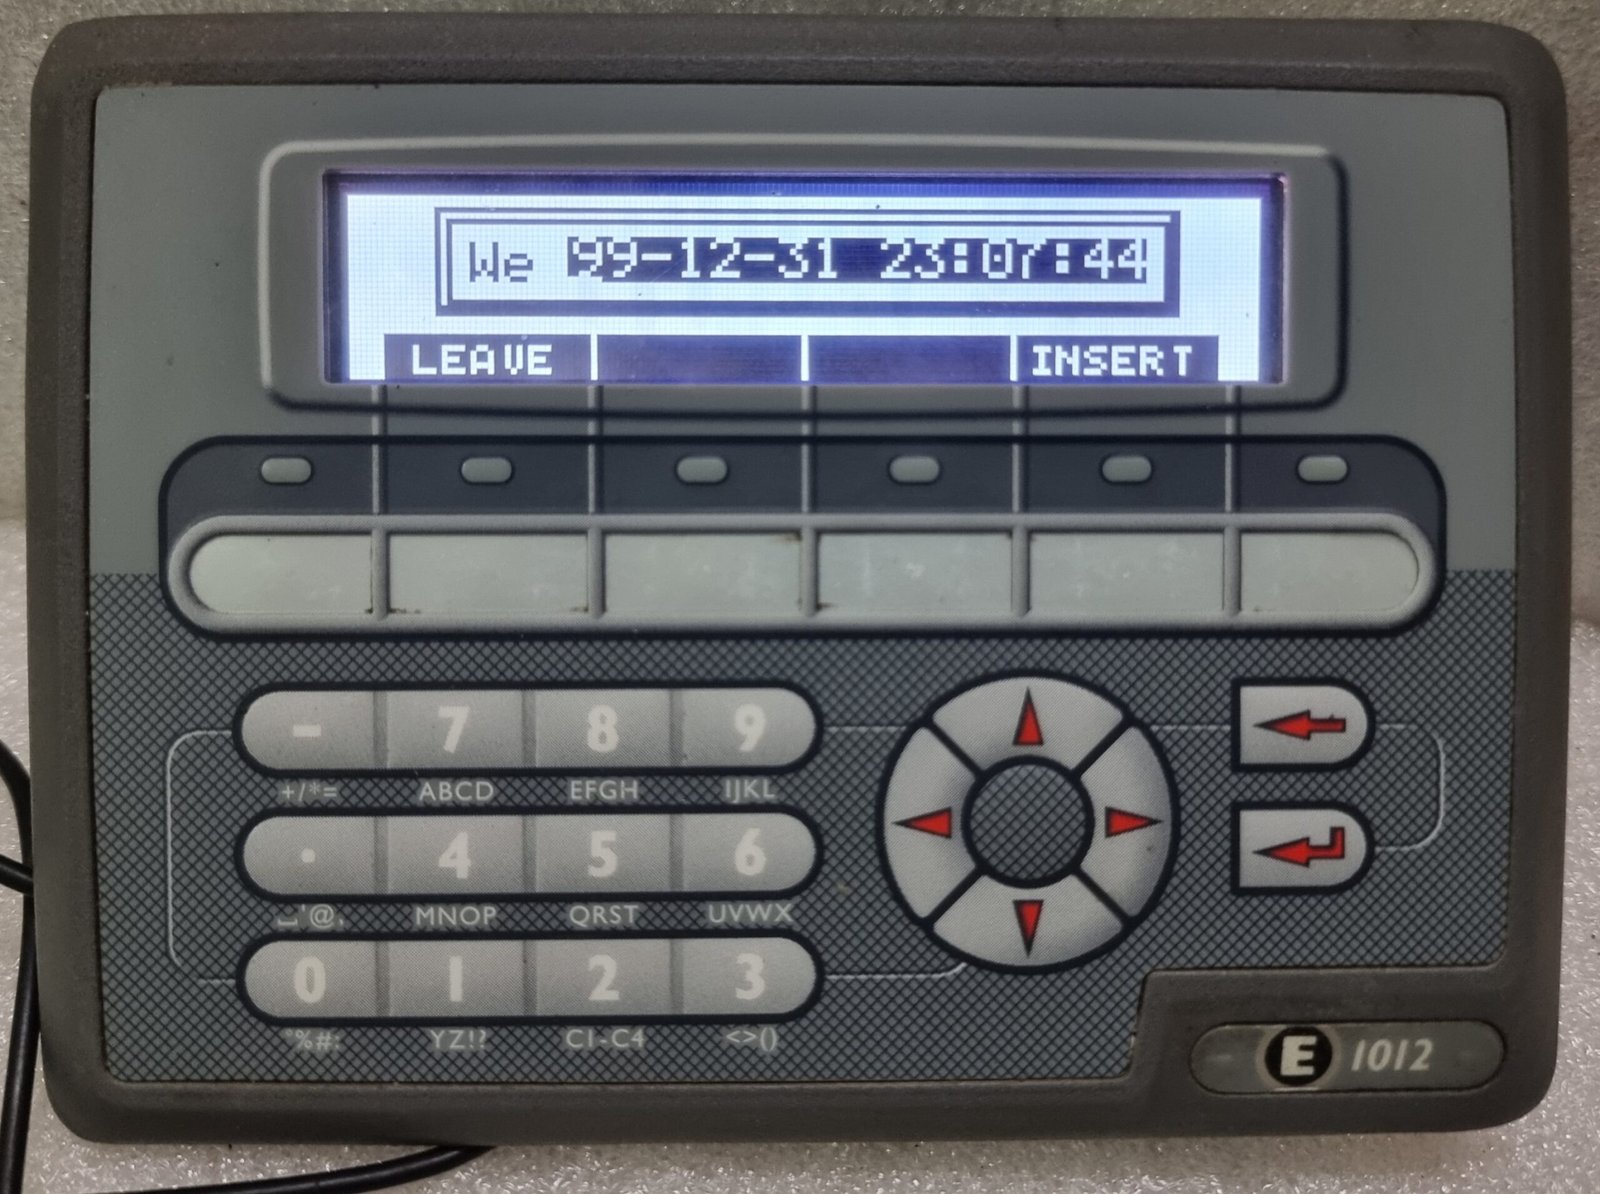 We 99-12-31 23:07:44
LEAVE INSERT
- 7 8 9
+/*= ABCD EFGH IJKL
. 4 5 6
⎵'@, MNOP QRST UVWX
0 1 2 3
°%#: YZ!? C1-C4 <>()
E 1012